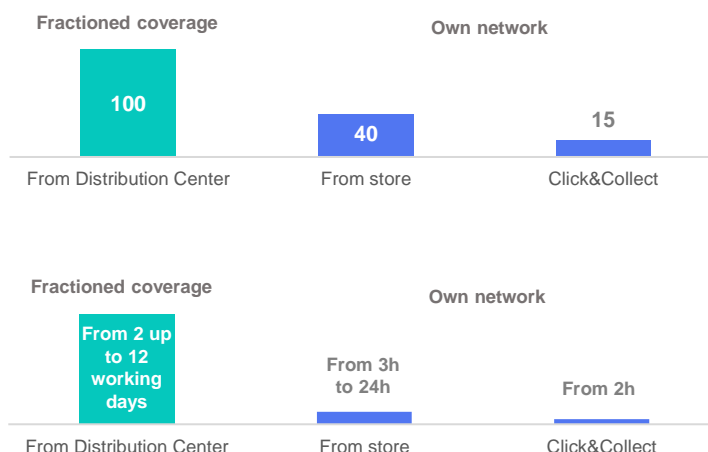 Fractioned coverage
Own network
100
40
15
From Distribution Center
From store
Click&Collect
Fractioned coverage
Own network
From 2 up
to 12
working
days
From 3h
to 24h
From 2h
From Distribution Center
From store
Click&Collect